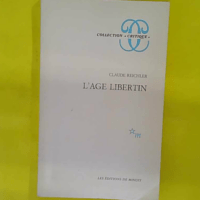 COLLECTION « CRITIQUE »
CLAUDE REICHLER
L'AGE LIBERTIN
LES EDITIONS DE MINUIT